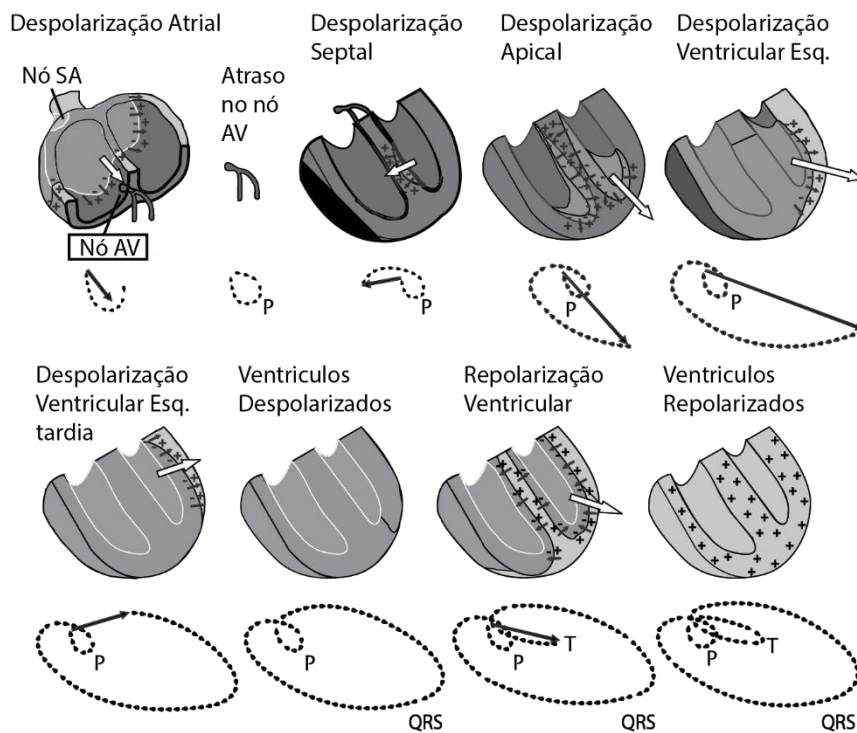 Despolarização Atrial
Nó SA
Nó AV
Atraso
no nó
AV
P
Despolarização
Septal
P
Despolarização
Apical
P
Despolarização
Ventricular Esq.
P
Despolarização
Ventricular Esq.
tardia
P
Ventriculos
Despolarizados
P
QRS
Repolarização
Ventricular
T
P
QRS
Ventriculos
Repolarizados
P
T
QRS